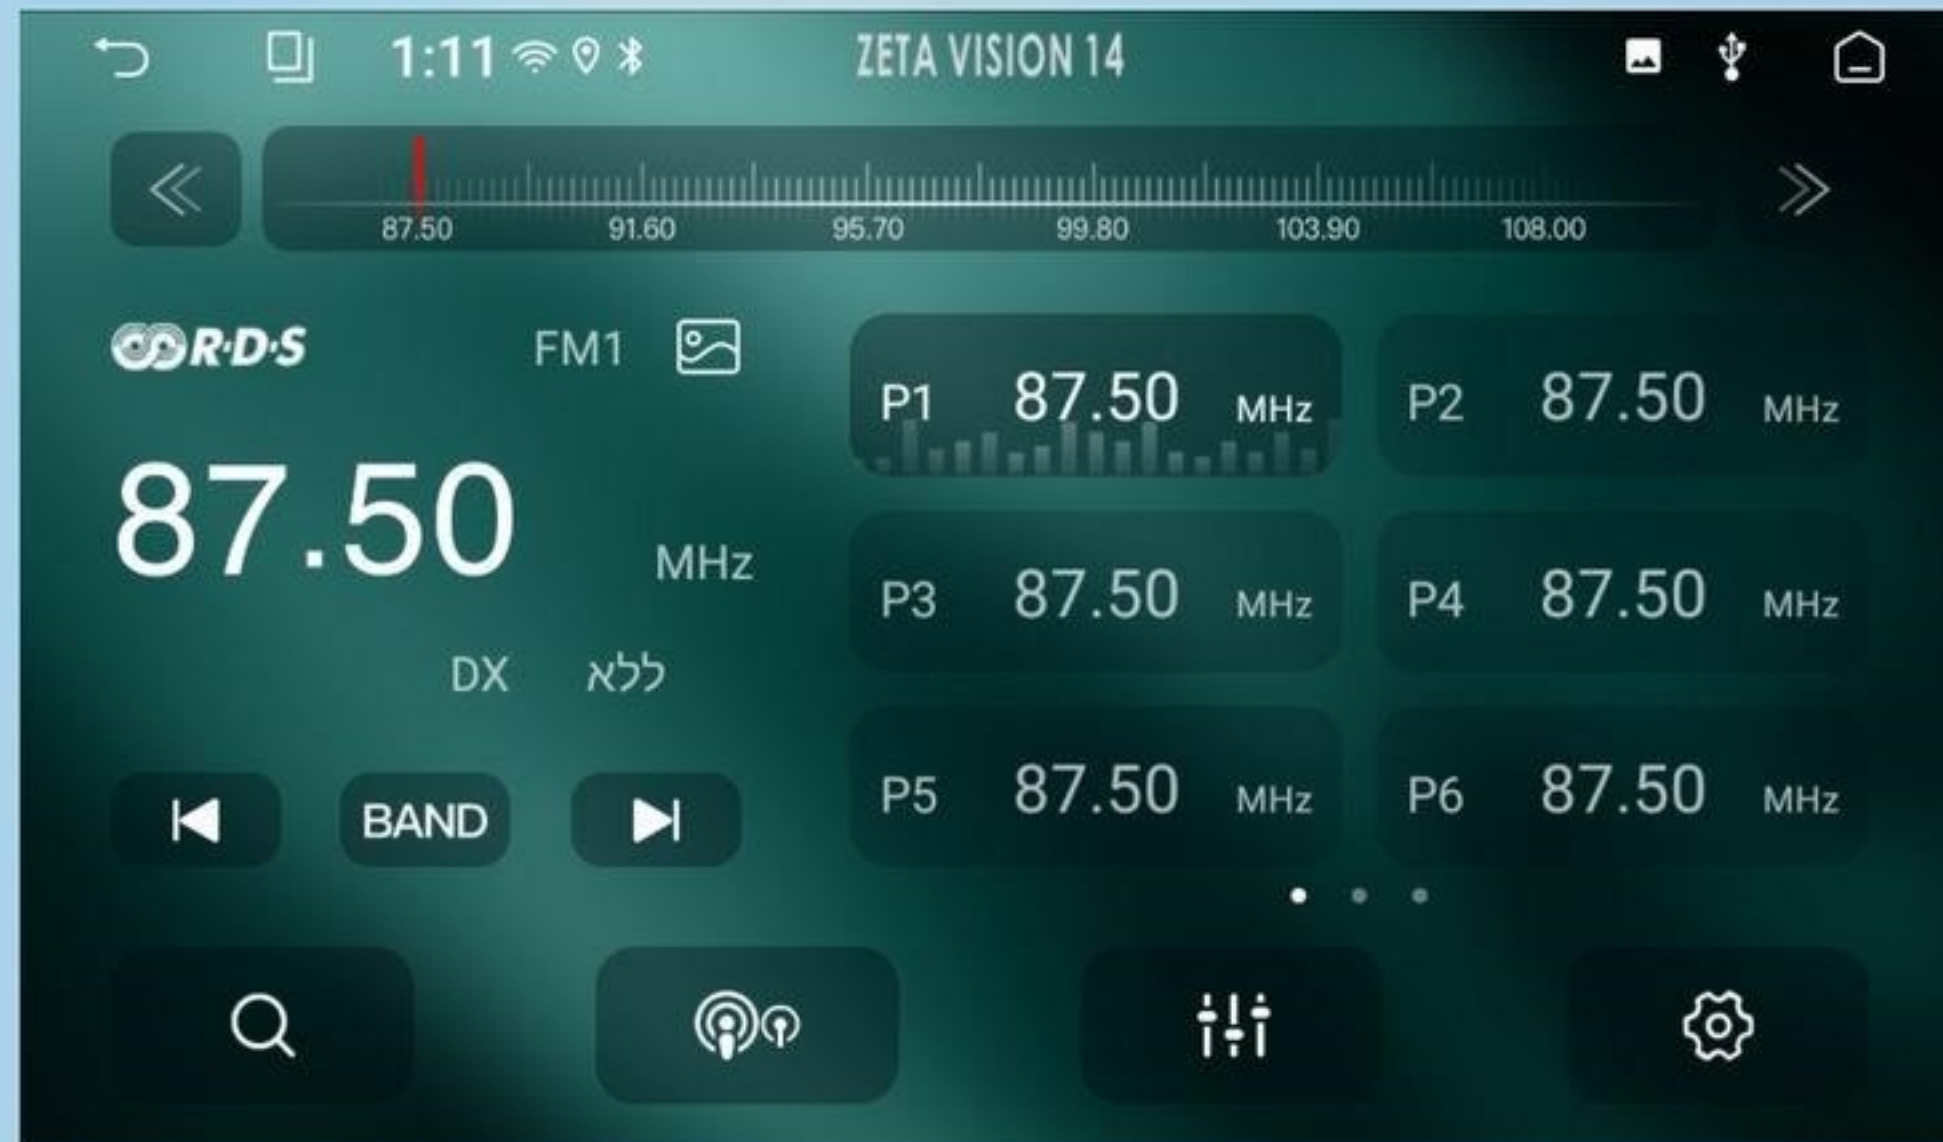 1:11 ZETA VISION 14
87.50 91.60 95.70 99.80 103.90 108.00
R·D·S FM1
87.50 MHz
DX ללא
BAND
P1 87.50 MHz
P2 87.50 MHz
P3 87.50 MHz
P4 87.50 MHz
P5 87.50 MHz
P6 87.50 MHz